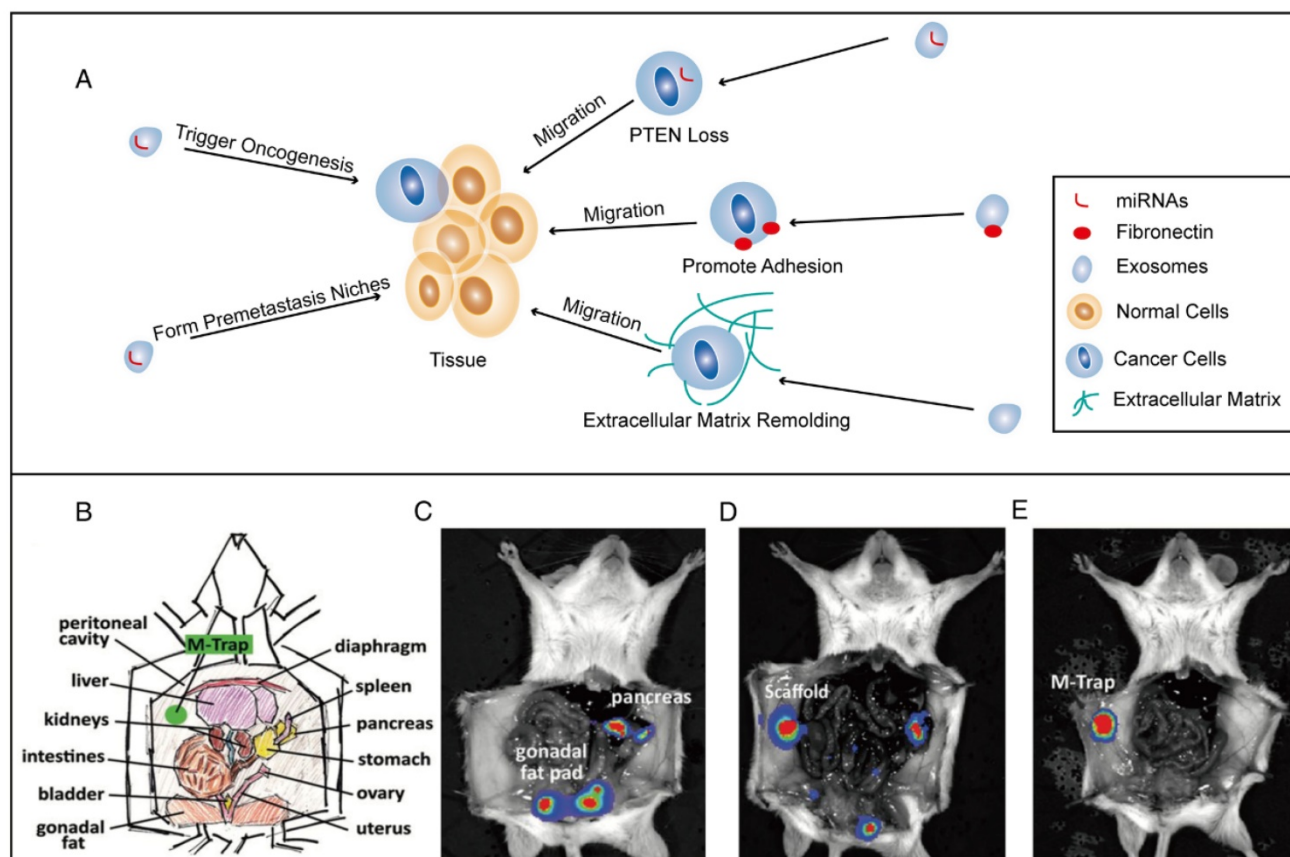 A
Trigger Oncogenesis
Form Premetastasis Niches
Tissue
Migration
PTEN Loss
Migration
Promote Adhesion
Migration
Extracellular Matrix Remolding
miRNAs
Fibronectin
Exosomes
Normal Cells
Cancer Cells
Extracellular Matrix
B
peritoneal
cavity
M-Trap
liver
kidneys
intestines
bladder
gonadal
fat
diaphragm
spleen
pancreas
stomach
ovary
uterus
C
pancreas
gonadal
fat pad
D
Scaffold
E
M-Trap